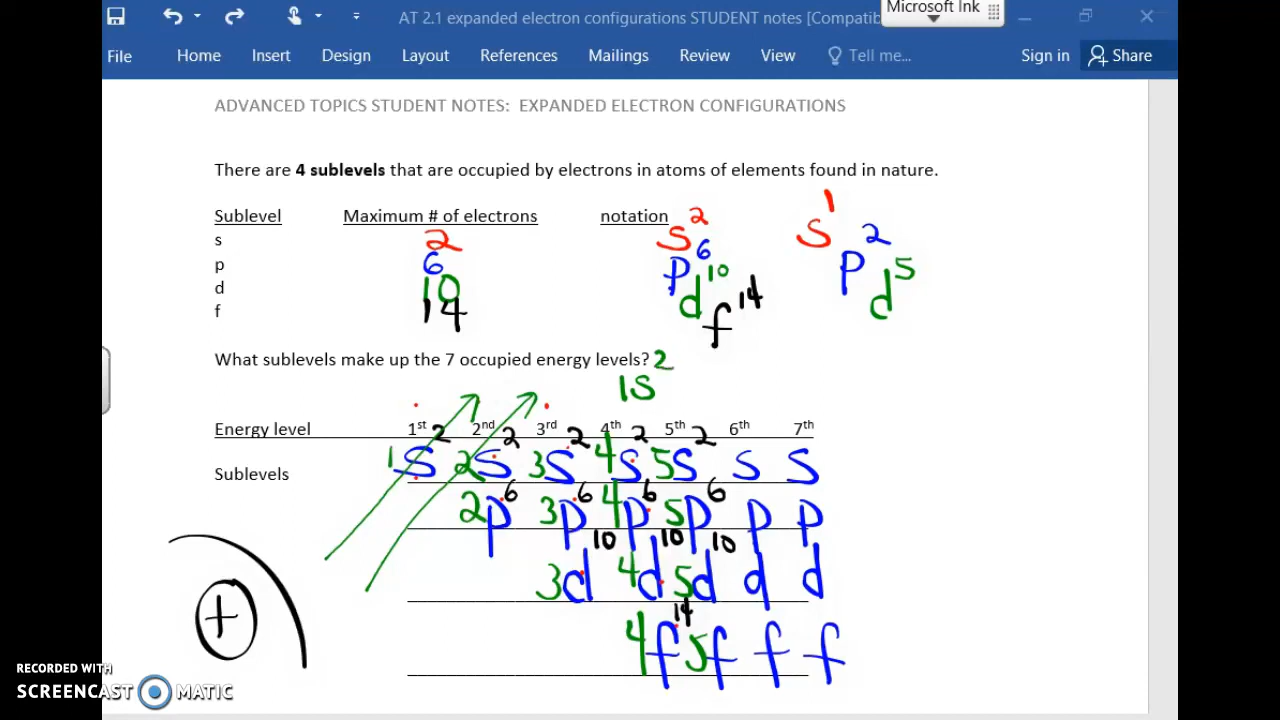 AT 2.1 expanded electron configurations STUDENT notes [Compatib
Microsoft Ink
File Home Insert Design Layout References Mailings Review View Tell me... Sign in Share
ADVANCED TOPICS STUDENT NOTES: EXPANDED ELECTRON CONFIGURATIONS
There are 4 sublevels that are occupied by electrons in atoms of elements found in nature.
Sublevel Maximum # of electrons notation
s 2 s² s¹
p 6 p⁶ p²
d 10 d¹⁰ d⁵
f 14 f¹⁴
What sublevels make up the 7 occupied energy levels?
1s²
Energy level 1st 2nd 3rd 4th 5th 6th 7th
Sublevels 1s² 2s² 3s² 4s² 5s² s s
2p⁶ 3p⁶ 4p⁶ 5p⁶ p p
3d¹⁰ 4d¹⁰ 5d¹⁰ d d
4f¹⁴ 5f f f
+
RECORDED WITH
SCREENCAST MATIC